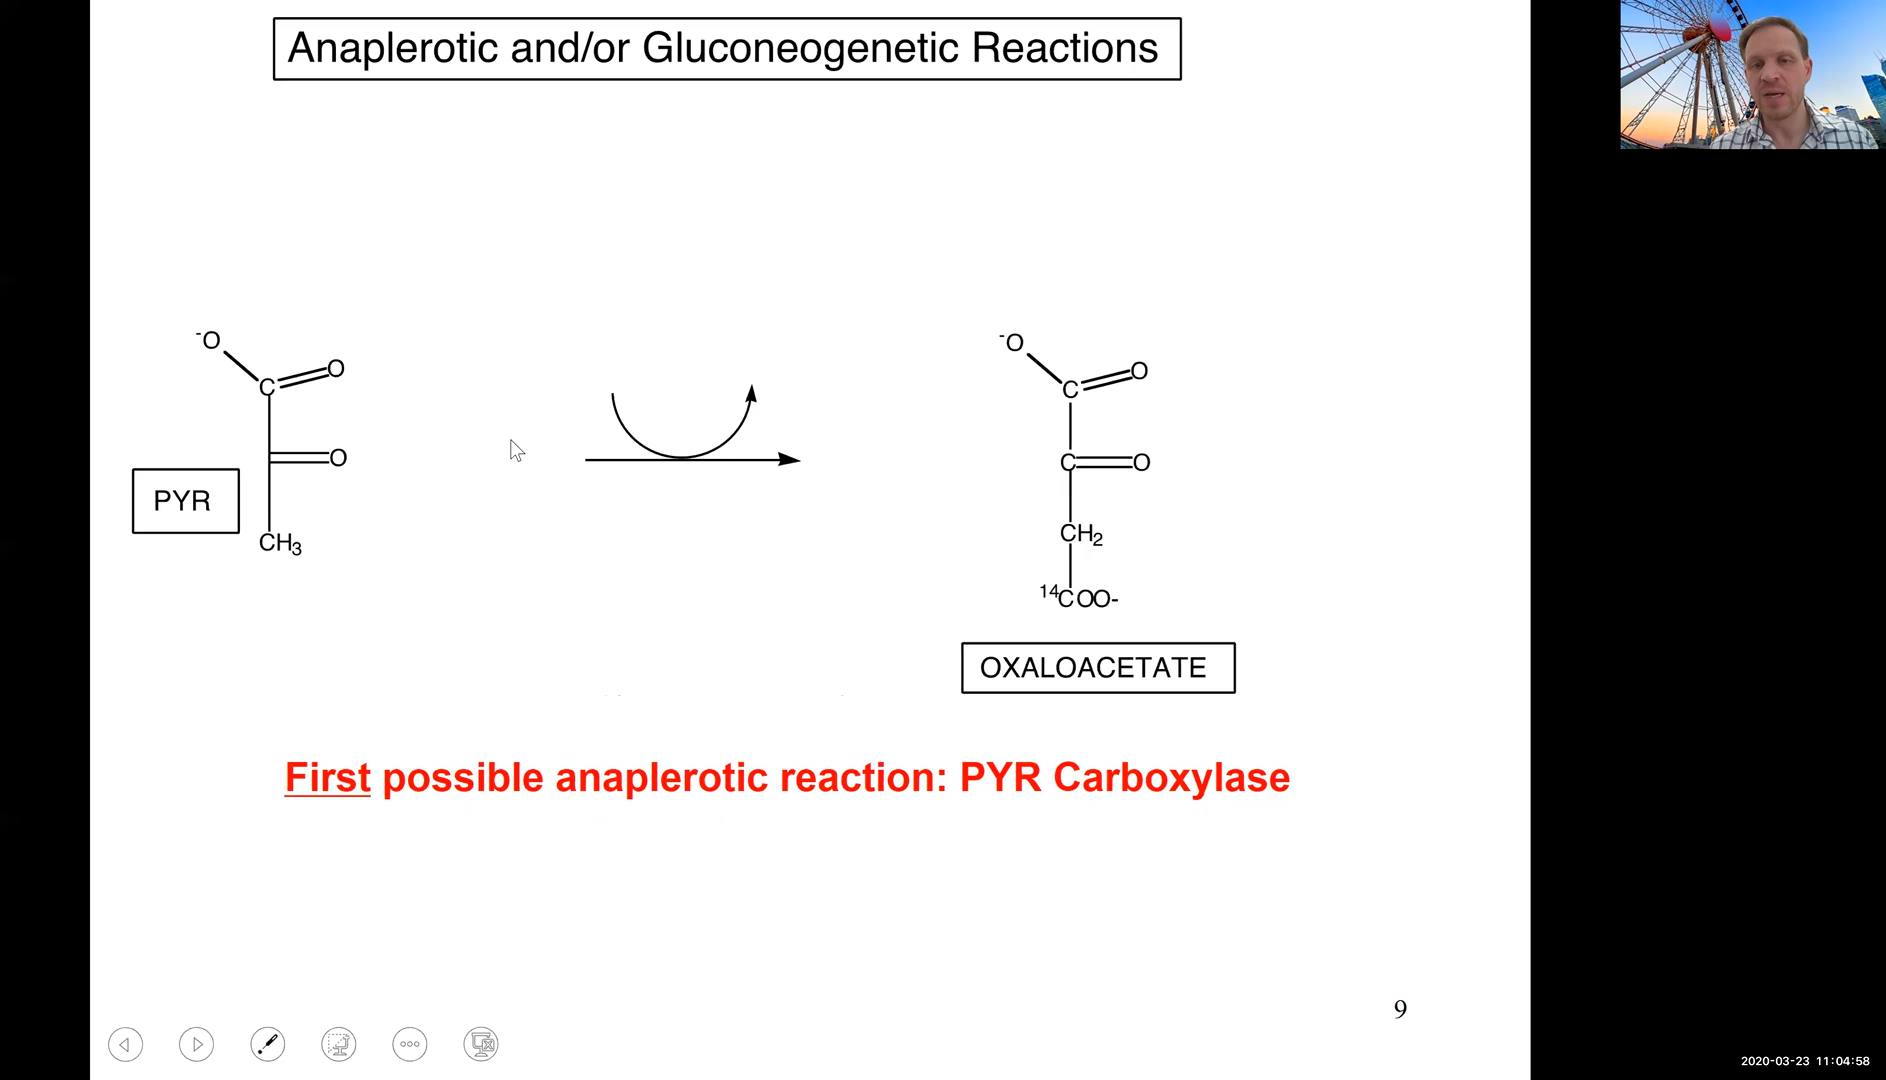 Anaplerotic and/or Gluconeogenetic Reactions
-O
O
C
O
PYR
CH3
-O
O
C
C
O
CH2
14COO-
OXALOACETATE
First possible anaplerotic reaction: PYR Carboxylase
9
2020-03-23 11:04:58